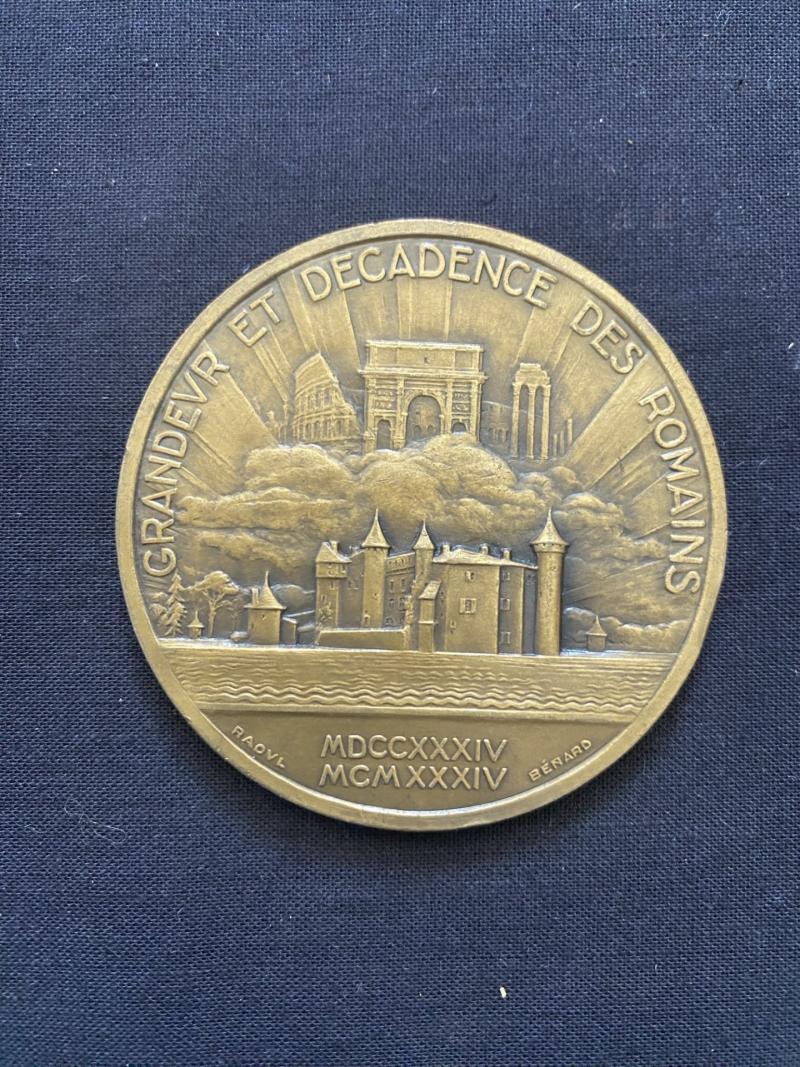 GRANDEVR ET DECADENCE DES ROMAINS
MDCCXXXIV
MCMXXXIV
RAOVL BÉNARD